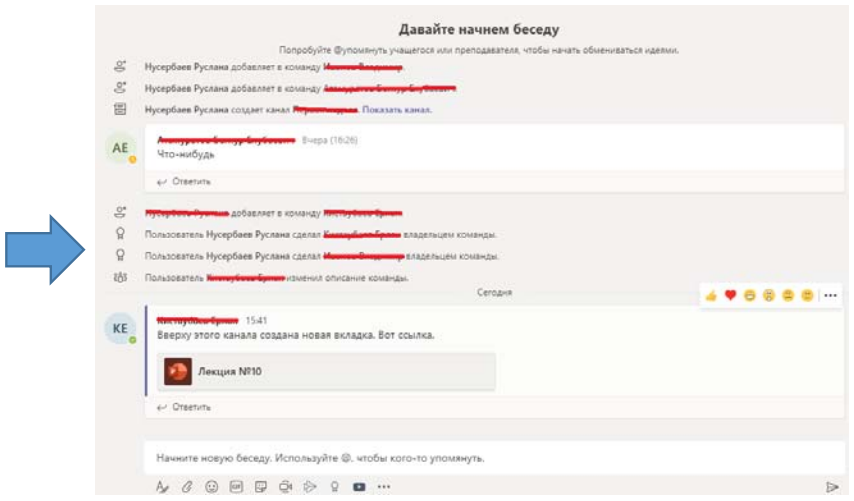 Давайте начнем беседу
Попробуйте @упомянуть учащегося или преподавателя, чтобы начать обмениваться идеями.
Нусербаев Руслана добавляет в команду
Нусербаев Руслана добавляет в команду
Нусербаев Руслана создает канал . Показать канал.
AE
Вчера (16:26)
Что-нибудь
Ответить
добавляет в команду
Пользователь Нусербаев Руслана сделал владельцем команды.
Пользователь Нусербаев Руслана сделал владельцем команды.
Пользователь изменил описание команды.
Сегодня
KE
15:41
Вверху этого канала создана новая вкладка. Вот ссылка.
Лекция №10
Ответить
Начните новую беседу. Используйте @, чтобы кого-то упомянуть.
GIF